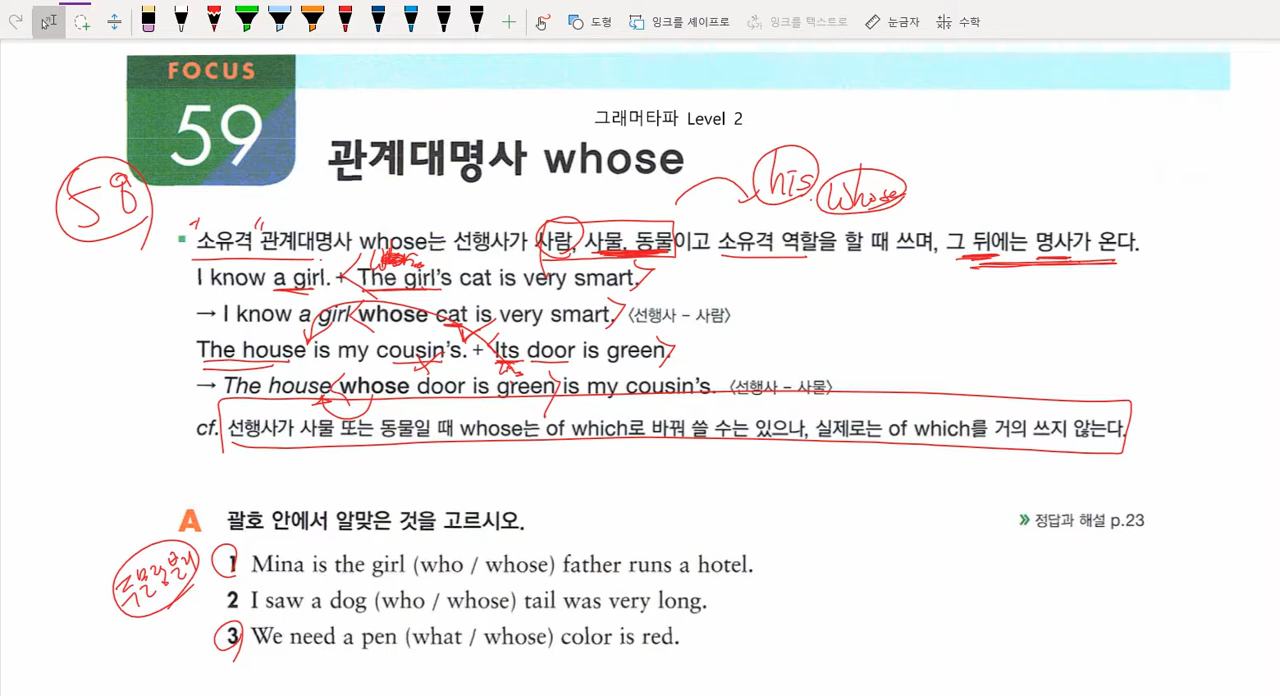 도형 잉크를 셰이프로 잉크를 텍스트로 눈금자 수학
FOCUS
59
그래머타파 Level 2
관계대명사 whose
58
his. whose
"소유격" 관계대명사 whose는 선행사가 사람, 사물, 동물이고 소유격 역할을 할 때 쓰며, 그 뒤에는 명사가 온다.
I know a girl. + The girl's cat is very smart.
→ I know a girl whose cat is very smart. 〈선행사 – 사람〉
The house is my cousin's. + Its door is green.
→ The house whose door is green is my cousin's. 〈선행사 – 사물〉
cf. 선행사가 사물 또는 동물일 때 whose는 of which로 바꿔 쓸 수는 있으나, 실제로는 of which를 거의 쓰지 않는다.
A 괄호 안에서 알맞은 것을 고르시오. 정답과 해설 p.23
1 Mina is the girl (who / whose) father runs a hotel.
2 I saw a dog (who / whose) tail was very long.
3 We need a pen (what / whose) color is red.